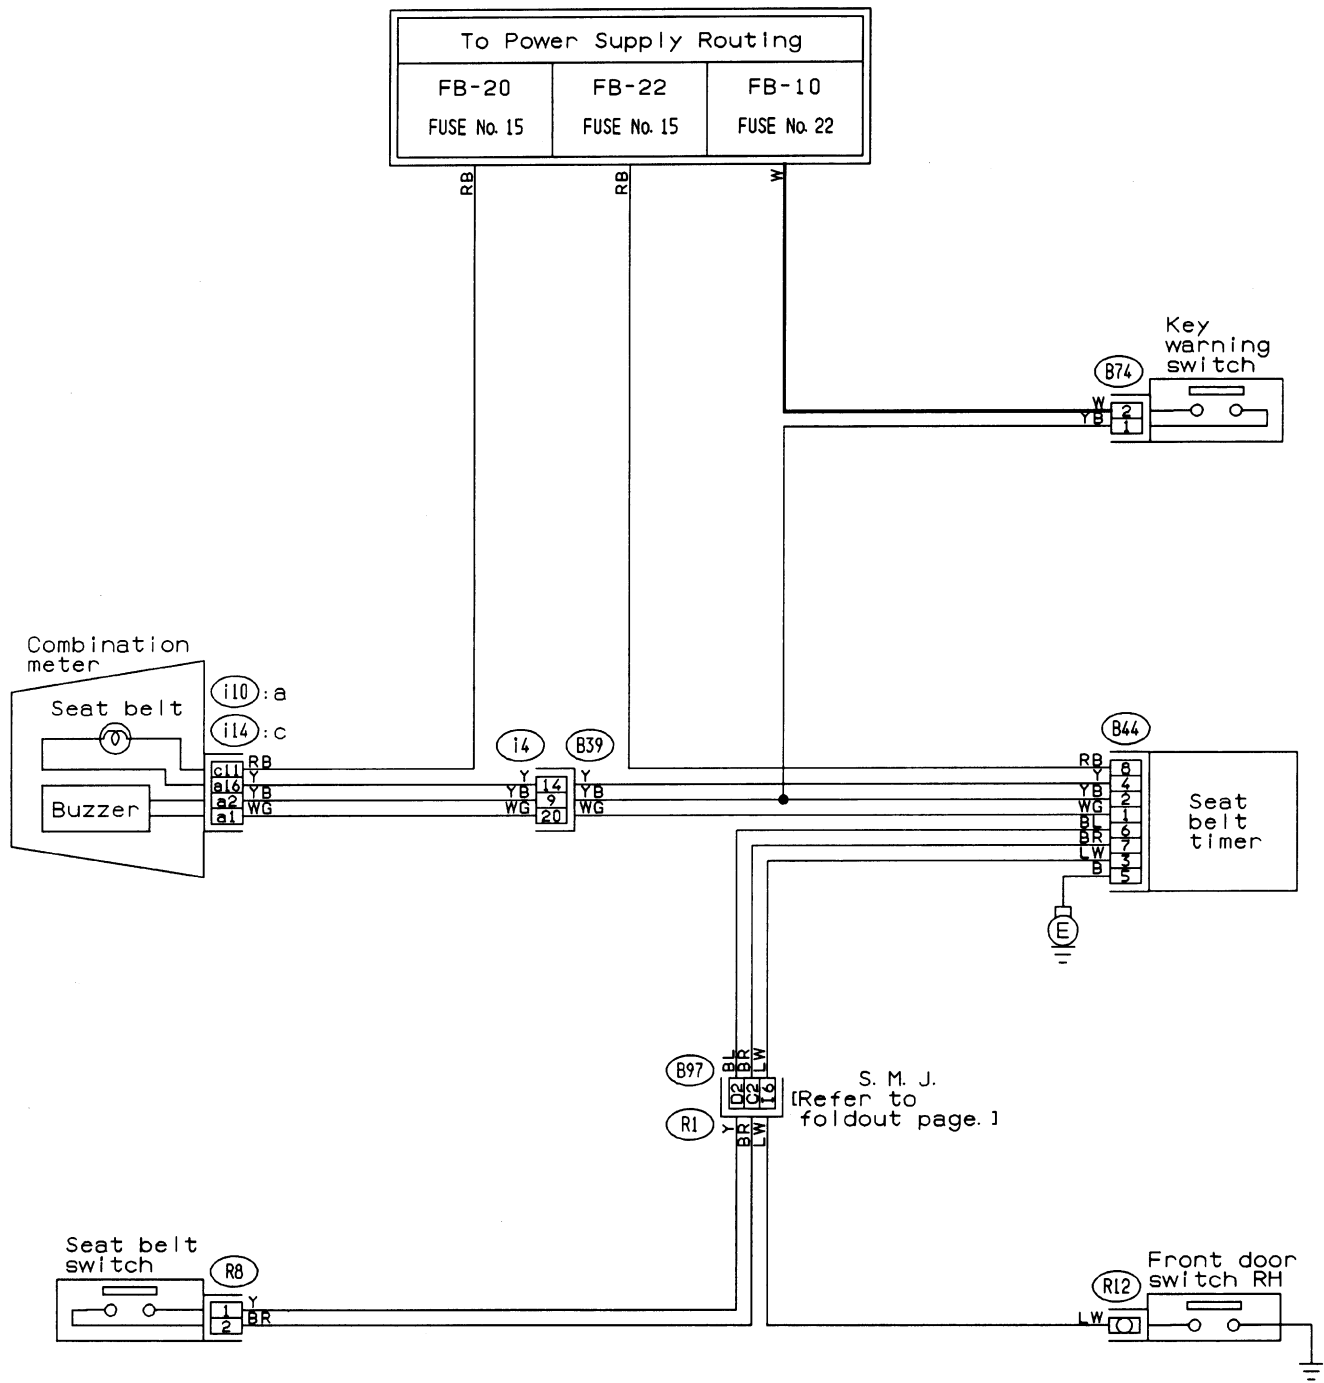 To Power Supply Routing
FB-20
FB-22
FB-10
FUSE No. 15
FUSE No. 15
FUSE No. 22
RB
RB
W
Key
warning
switch
B74
W
2
YB
1
Combination
meter
i10 : a
Seat belt
i14 : c
i4
B39
B44
c11
RB
a16
Y
a2
YB
a1
WG
Buzzer
Y
14
Y
YB
9
YB
WG
20
WG
RB
8
Y
4
YB
2
WG
1
BL
6
BR
7
LW
3
B
5
Seat
belt
timer
E
BL
BR
LW
B97
D2
C2
I6
R1
Y
BR
LW
S. M. J.
[Refer to
foldout page. ]
Seat belt
switch
R8
1
Y
2
BR
Front door
switch RH
R12
LW